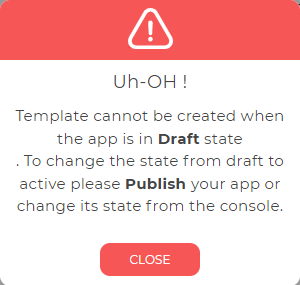 Uh-OH !
Template cannot be created when
the app is in Draft state
. To change the state from draft to
active please Publish your app or
change its state from the console.
CLOSE